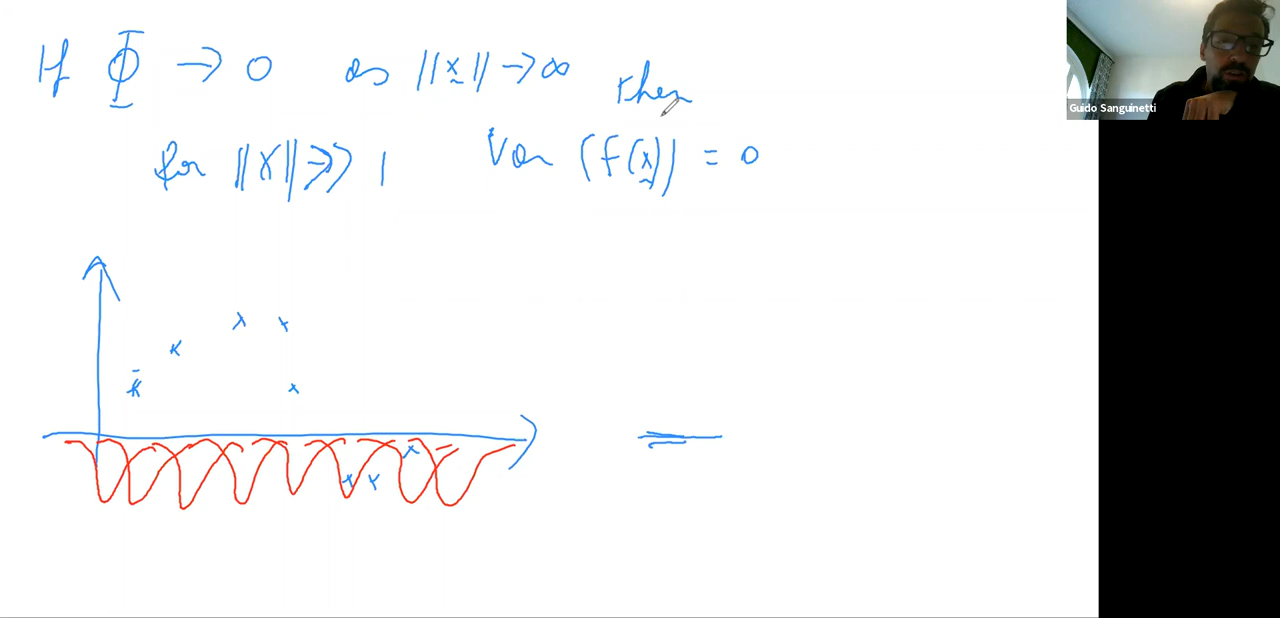 If Φ → 0 as ||x|| → ∞ then
for ||x|| >> 1 Var (f(x)) = 0
Guido Sanguinetti